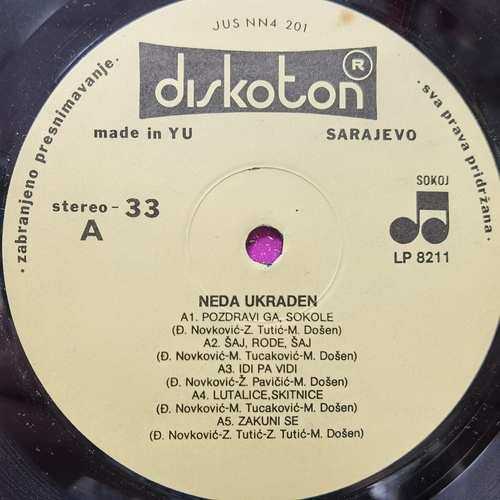 JUS NN4 201
diskoton ®
made in YU
SARAJEVO
· zabranjeno presnimavanje ·
· sva prava pridržana ·
stereo - 33
A
SOKOJ
LP 8211
NEDA UKRADEN
A1. POZDRAVI GA, SOKOLE
(Đ. Novković-Z. Tutić-M. Došen)
A2. ŠAJ, RODE, ŠAJ
(Đ. Novković-M. Tucaković-M. Došen)
A3. IDI PA VIDI
(Đ. Novković-Ž. Pavičić-M. Došen)
A4. LUTALICE,SKITNICE
(Đ. Novković-M. Tucaković-M. Došen)
A5. ZAKUNI SE
(Đ. Novković-Z. Tutić-Z. Tutić-M. Došen)